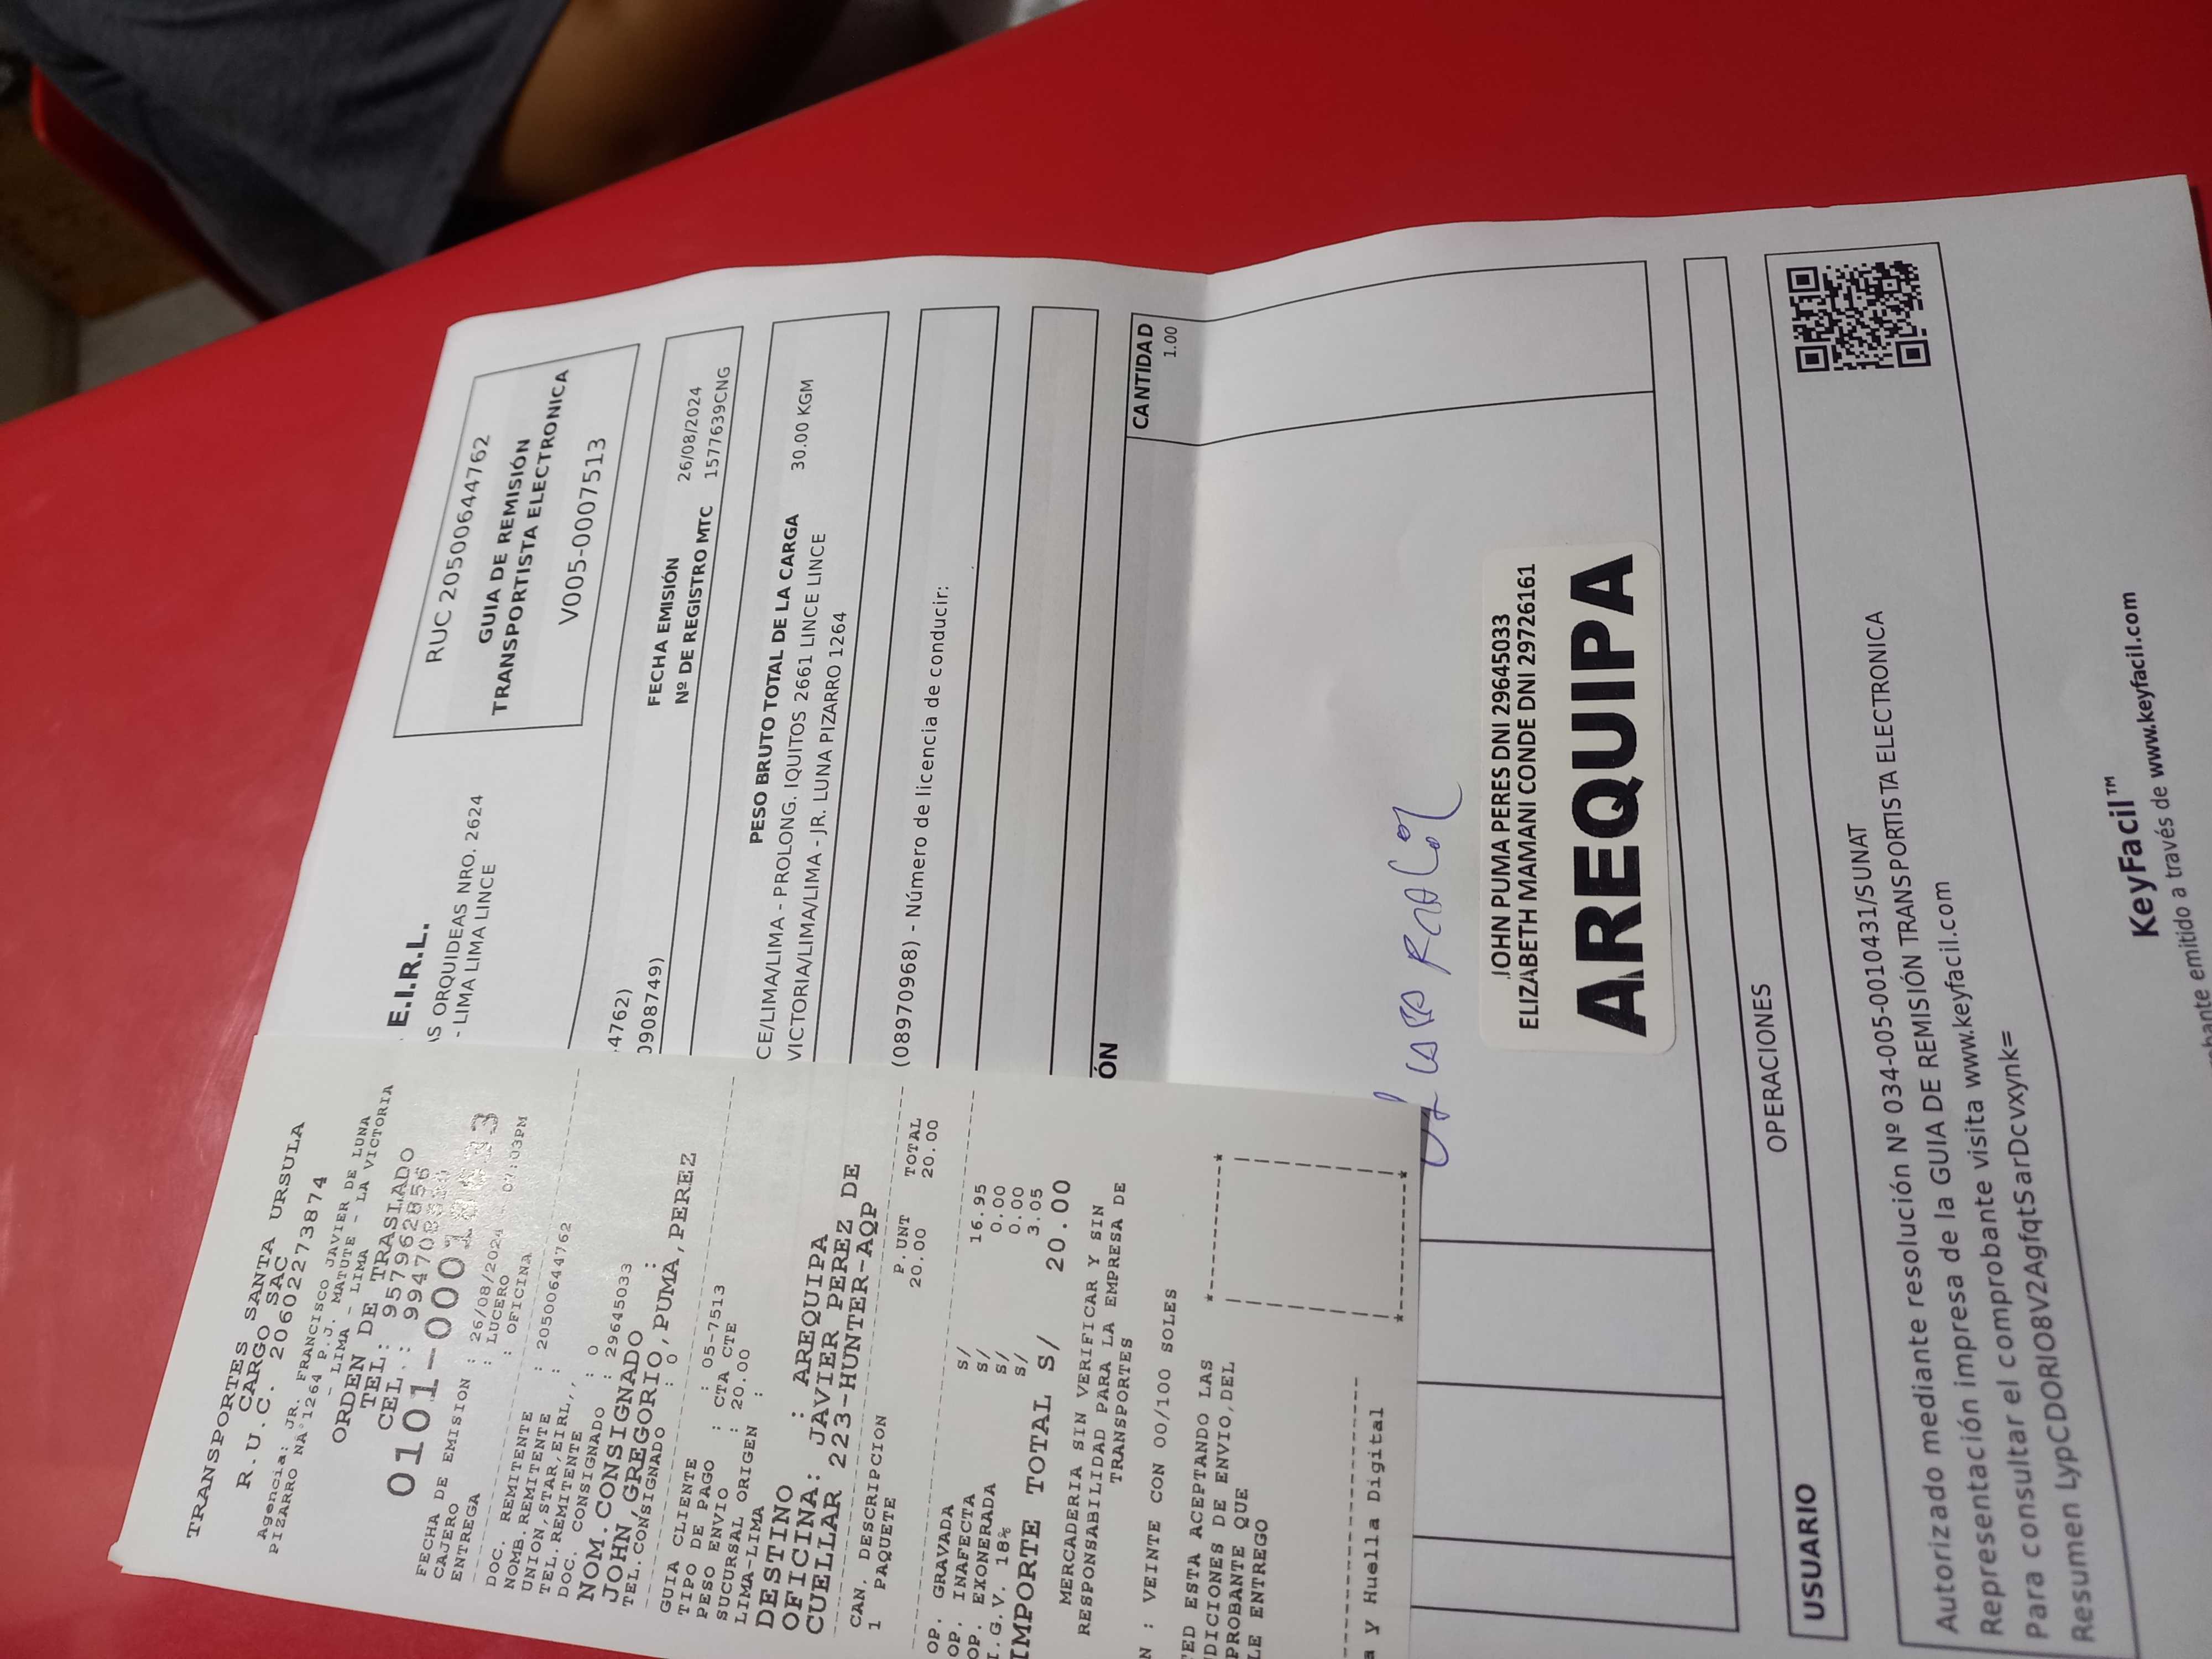 TRANSPORTES SANTA URSULA
CARGO SAC
R.U.C. 20602273874
Agencia: JR. FRANCISCO JAVIER DE LUNA
PIZARRO NA°1264 P.J. MATUTE - LA VICTORIA
- LIMA - LIMA
ORDEN DE TRASLADO
TEL: 957962856
CEL.: 99470
0101-000
FECHA DE EMISION : 26/08/2024 03PM
CAJERO : LUCERO
ENTREGA : OFICINA
DOC. REMITENTE : 20500644762
NOMB.REMITENTE :
UNION,STAR,EIRL,,
TEL.REMITENTE : 0
DOC. CONSIGNADO : 29645033
NOM.CONSIGNADO :
JOHN,GREGORIO,PUMA,PEREZ
TEL.CONSIGNADO : 0
GUIA CLIENTE : 05-7513
TIPO DE PAGO : CTA CTE
PESO ENVIO : 20.00
SUCURSAL ORIGEN :
LIMA-LIMA
DESTINO : AREQUIPA
OFICINA: JAVIER PEREZ DE
CUELLAR 223-HUNTER-AQP
CAN. DESCRIPCION P.UNT TOTAL
1 PAQUETE 20.00 20.00
OP. GRAVADA S/ 16.95
OP. INAFECTA S/ 0.00
OP. EXONERADA S/ 0.00
I.G.V. 18% S/ 3.05
IMPORTE TOTAL S/ 20.00
MERCADERIA SIN VERIFICAR Y SIN
RESPONSABILIDAD PARA LA EMPRESA DE
TRANSPORTES
N : VEINTE CON 00/100 SOLES
TED ESTA ACEPTANDO LAS
DICIONES DE ENVIO,DEL
PROBANTE QUE
LE ENTREGO
a y Huella Digital
E.I.R.L.
AS ORQUIDEAS NRO. 2624
- LIMA LIMA LINCE
RUC 20500644762
GUIA DE REMISIÓN
TRANSPORTISTA ELECTRONICA
V005-0007513
4762)
0908749)
FECHA EMISIÓN 26/08/2024
Nº DE REGISTRO MTC 1577639CNG
PESO BRUTO TOTAL DE LA CARGA 30.00 KGM
CE/LIMA/LIMA - PROLONG. IQUITOS 2661 LINCE LINCE
VICTORIA/LIMA/LIMA - JR. LUNA PIZARRO 1264
(08970968) - Número de licencia de conducir:
ÓN CANTIDAD
1.00
JOHN PUMA PERES DNI 29645033
ELIZABETH MAMANI CONDE DNI 29726161
AREQUIPA
USUARIO OPERACIONES
Autorizado mediante resolución Nº 034-005-0010431/SUNAT
Representación impresa de la GUIA DE REMISIÓN TRANSPORTISTA ELECTRONICA
Para consultar el comprobante visita www.keyfacil.com
Resumen LypCDORIO8V2AgfqtSarDcvxynk=
KeyFacil™
bante emitido a través de www.keyfacil.com